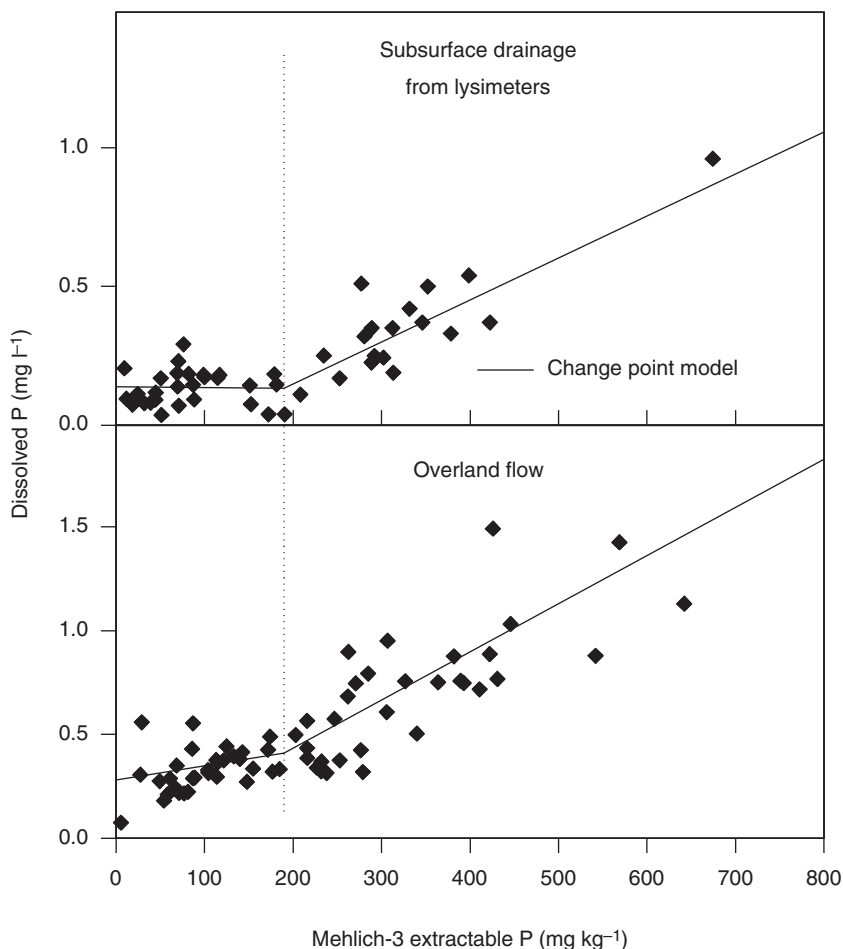 Subsurface drainage
from lysimeters
1.0
0.5
Change point model
0.0
Dissolved P (mg l⁻¹)
Overland flow
1.5
1.0
0.5
0.0
0 100 200 300 400 500 600 700 800
Mehlich-3 extractable P (mg kg⁻¹)